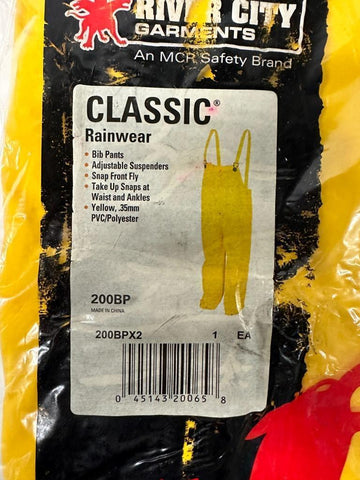 RIVER CITY
GARMENTS
An MCR Safety Brand
CLASSIC®
Rainwear
• Bib Pants
• Adjustable Suspenders
• Snap Front Fly
• Take Up Snaps at
Waist and Ankles
• Yellow, .35mm
PVC/Polyester
200BP
MADE IN CHINA
200BPX2 1 EA
0 45143 20065 8